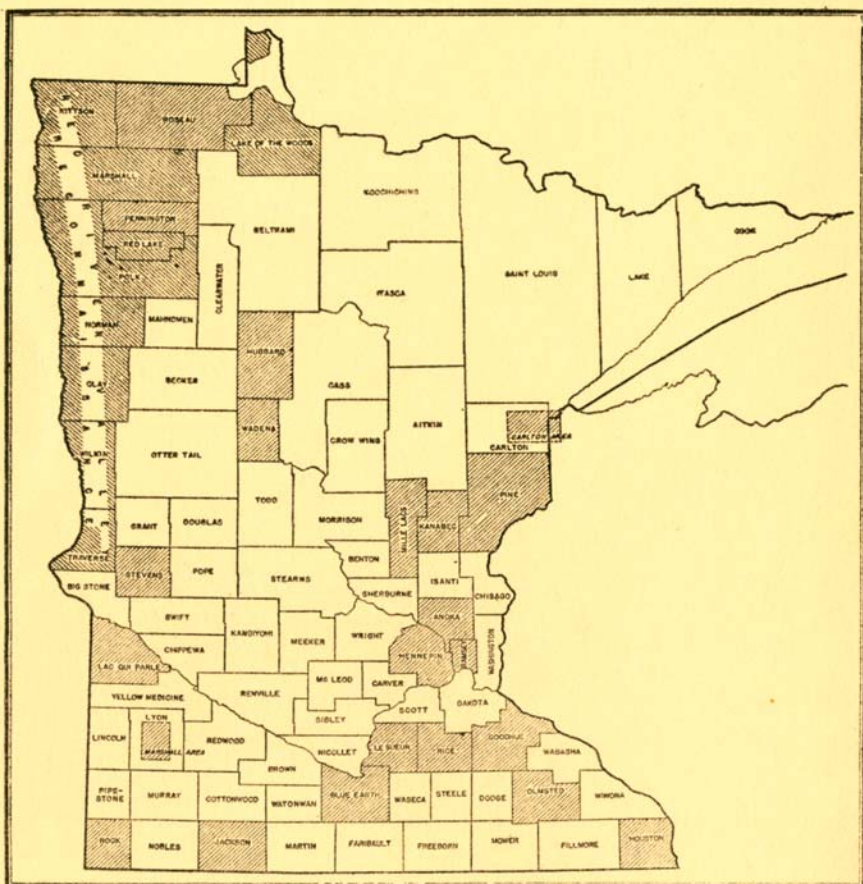 KITTSON
ROSEAU
LAKE OF THE WOODS
MARSHALL
KOOCHICHING
PENNINGTON
BELTRAMI
RED LAKE
COOK
SAINT LOUIS
LAKE
POLK
CLEARWATER
ITASCA
NORMAN
MAHNOMEN
HUBBARD
CASS
CLAY
BECKER
AITKIN
WADENA
CROW WING
CARLTON AREA
CARLTON
WILKIN
OTTER TAIL
PINE
TODD
MILLE LACS
KANABEC
GRANT
DOUGLAS
MORRISON
TRAVERSE
BENTON
STEVENS
POPE
STEARNS
ISANTI
BIG STONE
SHERBURNE
CHISAGO
SWIFT
ANOKA
KANDIYOHI
MEEKER
WRIGHT
WASHINGTON
CHIPPEWA
HENNEPIN
RAMSEY
LAC QUI PARLE
MC LEOD
CARVER
YELLOW MEDICINE
RENVILLE
DAKOTA
SCOTT
LYON
SIBLEY
LINCOLN
REDWOOD
MARSHALL AREA
NICOLLET
LE SUEUR
RICE
GOODHUE
WABASHA
BROWN
PIPE-
STONE
MURRAY
COTTONWOOD
WATONWAN
BLUE EARTH
WASECA
STEELE
DODGE
OLMSTED
WINONA
ROCK
NOBLES
JACKSON
MARTIN
FARIBAULT
FREEBORN
MOWER
FILLMORE
HOUSTON